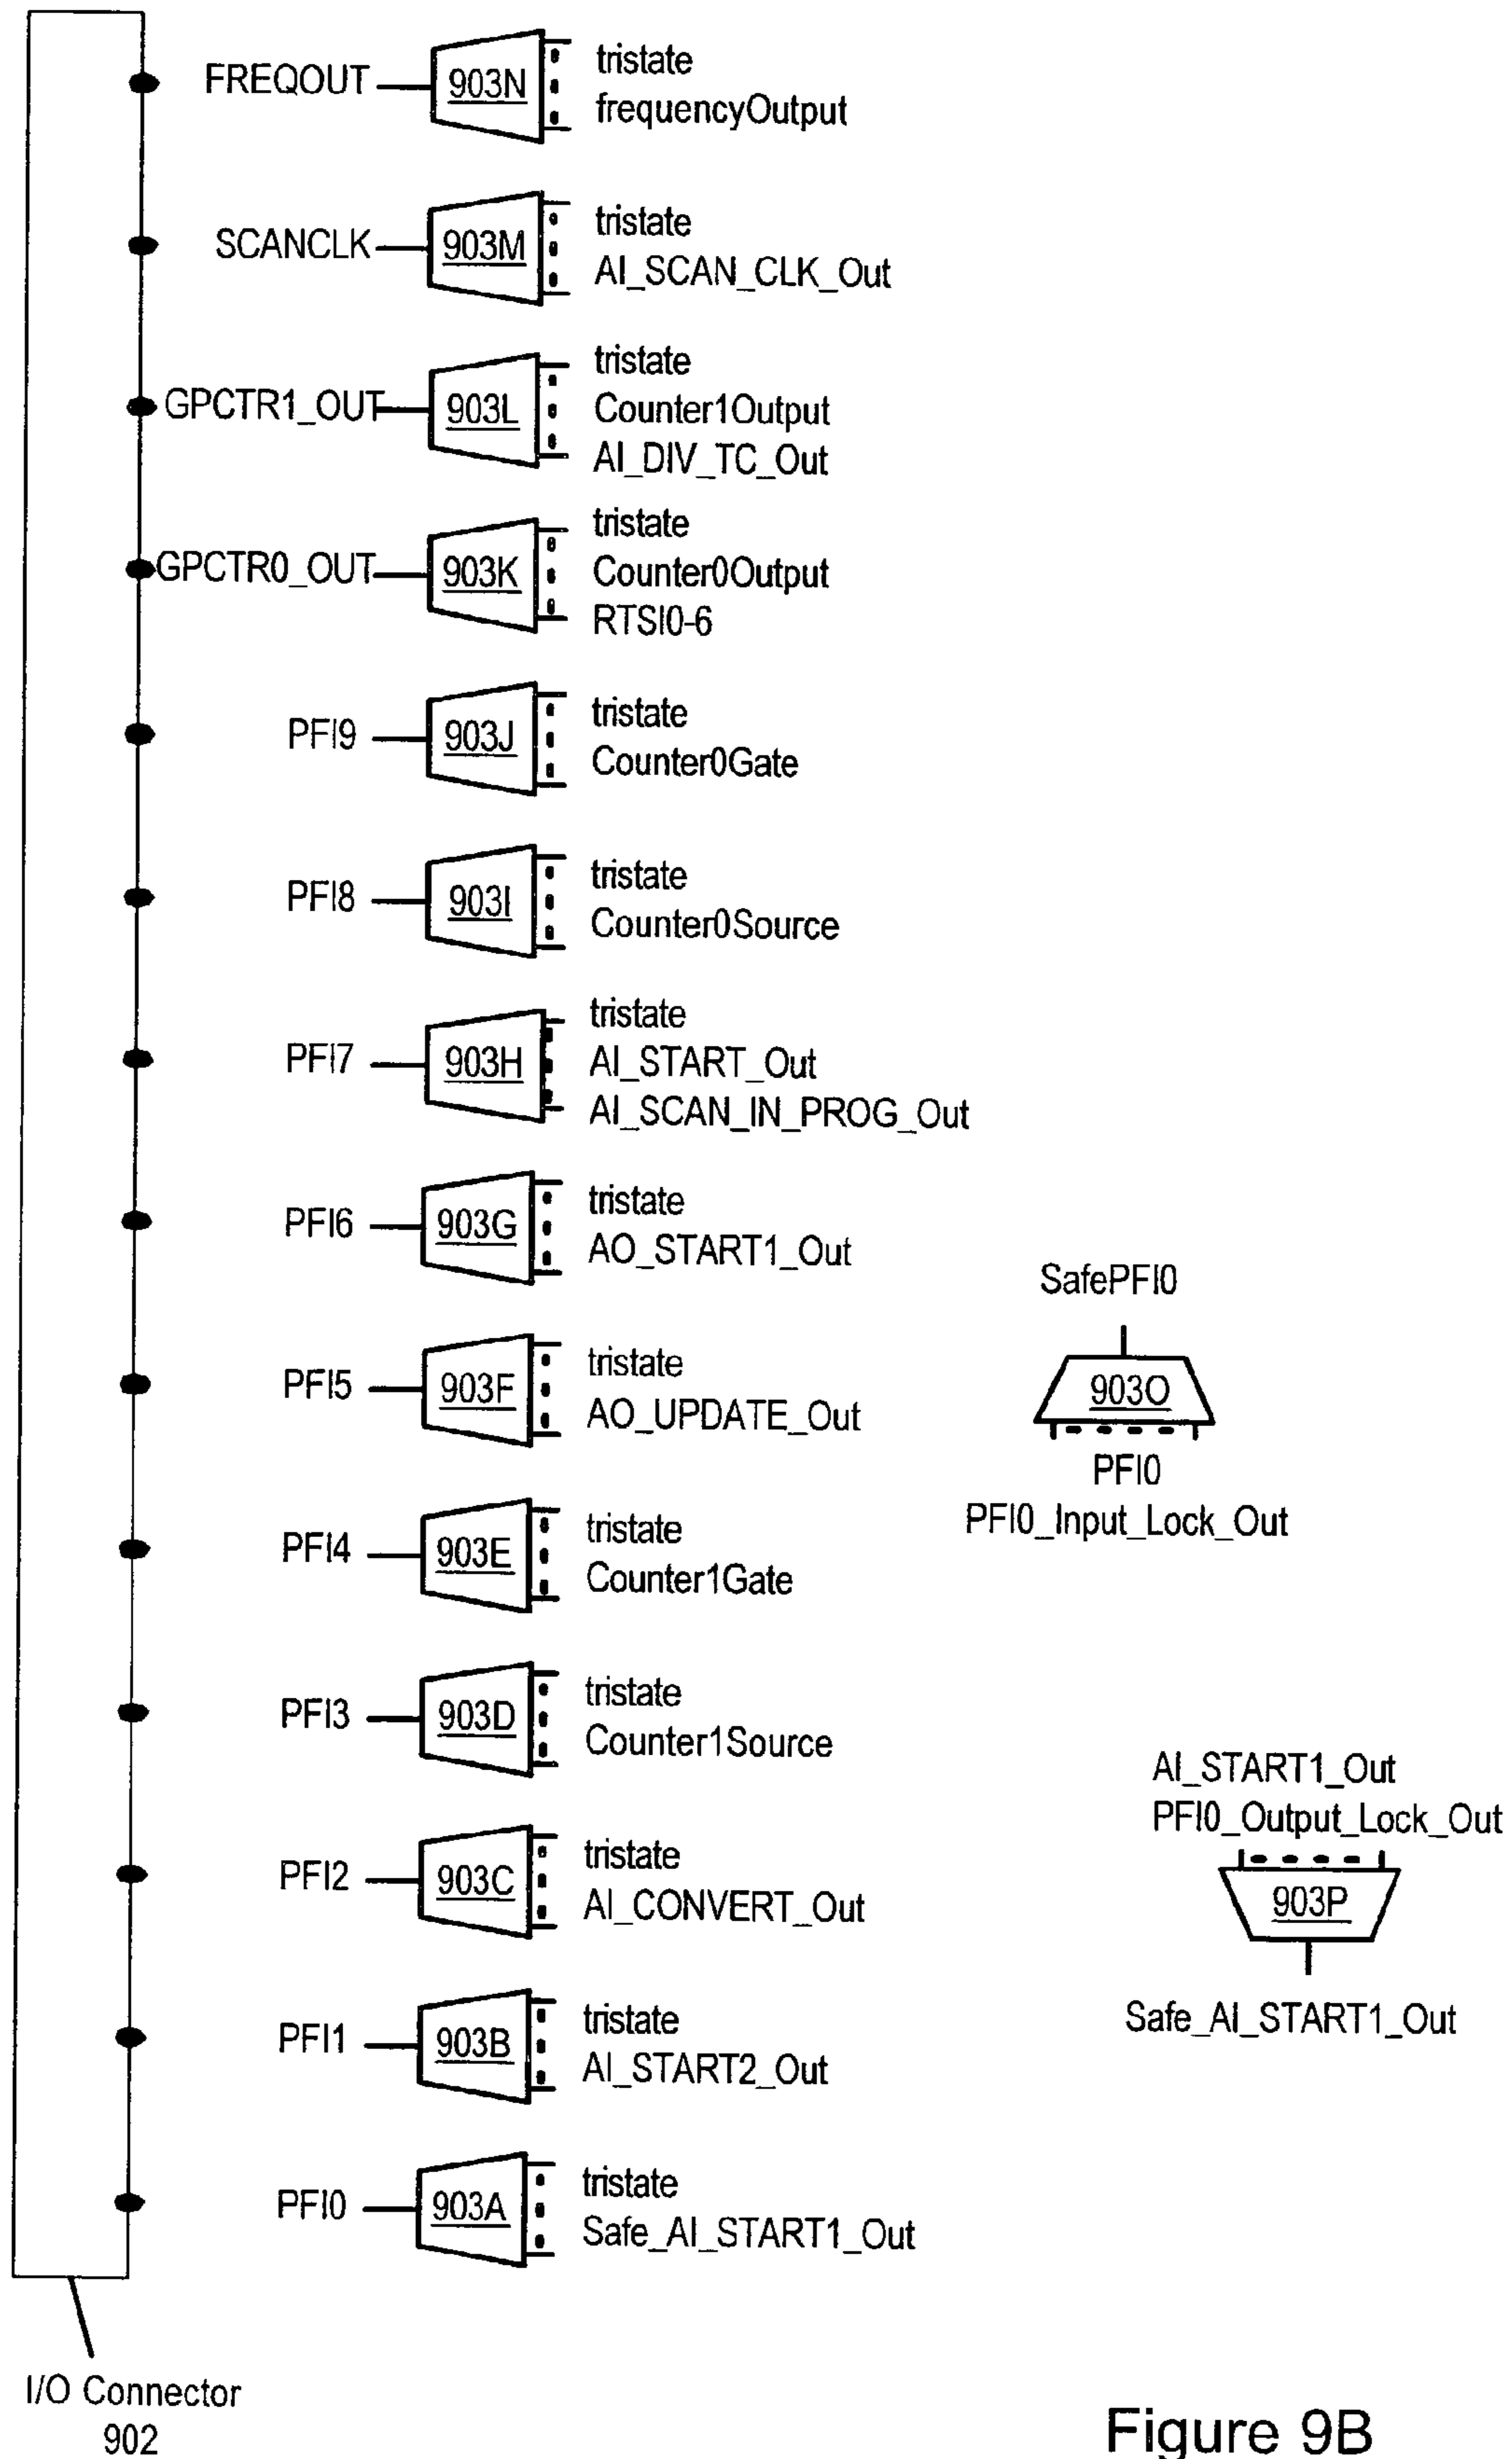 FREQOUT 903N tristate
frequencyOutput
SCANCLK 903M tristate
AI_SCAN_CLK_Out
GPCTR1_OUT 903L tristate
Counter1Output
AI_DIV_TC_Out
GPCTR0_OUT 903K tristate
Counter0Output
RTSI0-6
PFI9 903J tristate
Counter0Gate
PFI8 903I tristate
Counter0Source
PFI7 903H tristate
AI_START_Out
AI_SCAN_IN_PROG_Out
PFI6 903G tristate
AO_START1_Out
PFI5 903F tristate
AO_UPDATE_Out
PFI4 903E tristate
Counter1Gate
PFI3 903D tristate
Counter1Source
PFI2 903C tristate
AI_CONVERT_Out
PFI1 903B tristate
AI_START2_Out
PFI0 903A tristate
Safe_AI_START1_Out
SafePFI0
903O
PFI0
PFI0_Input_Lock_Out
AI_START1_Out
PFI0_Output_Lock_Out
903P
Safe_AI_START1_Out
I/O Connector
902
Figure 9B